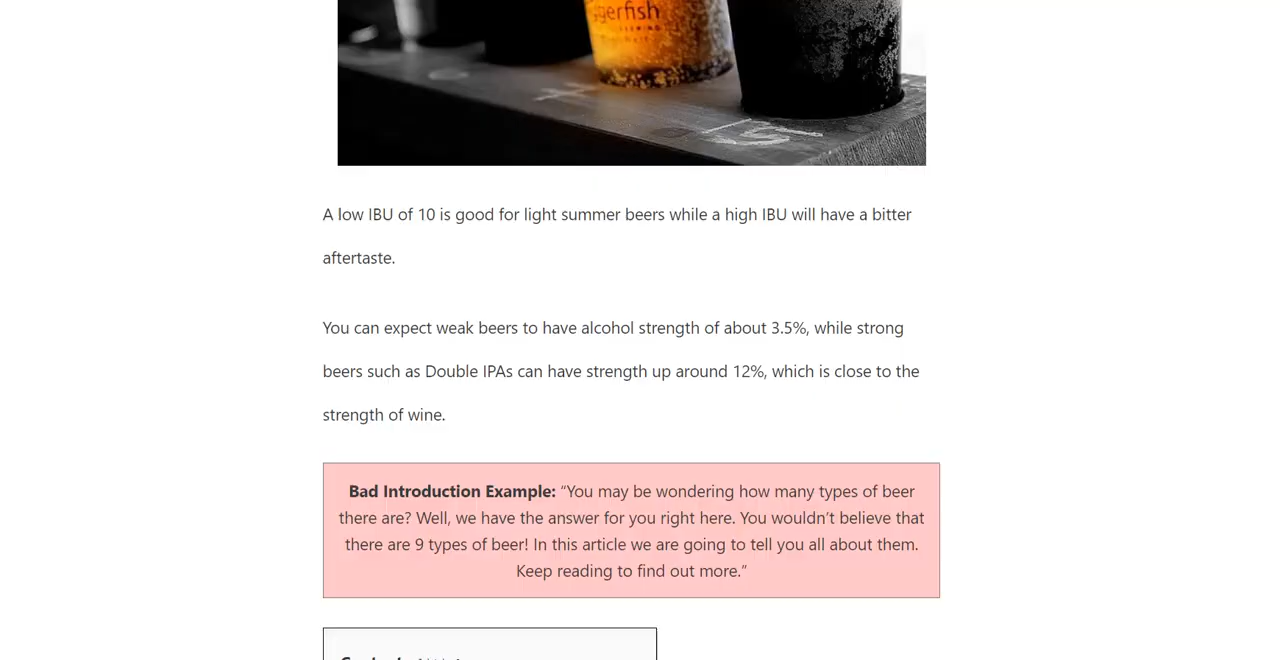 A low IBU of 10 is good for light summer beers while a high IBU will have a bitter
aftertaste.
You can expect weak beers to have alcohol strength of about 3.5%, while strong
beers such as Double IPAs can have strength up around 12%, which is close to the
strength of wine.
Bad Introduction Example: “You may be wondering how many types of beer
there are? Well, we have the answer for you right here. You wouldn’t believe that
there are 9 types of beer! In this article we are going to tell you all about them.
Keep reading to find out more.”